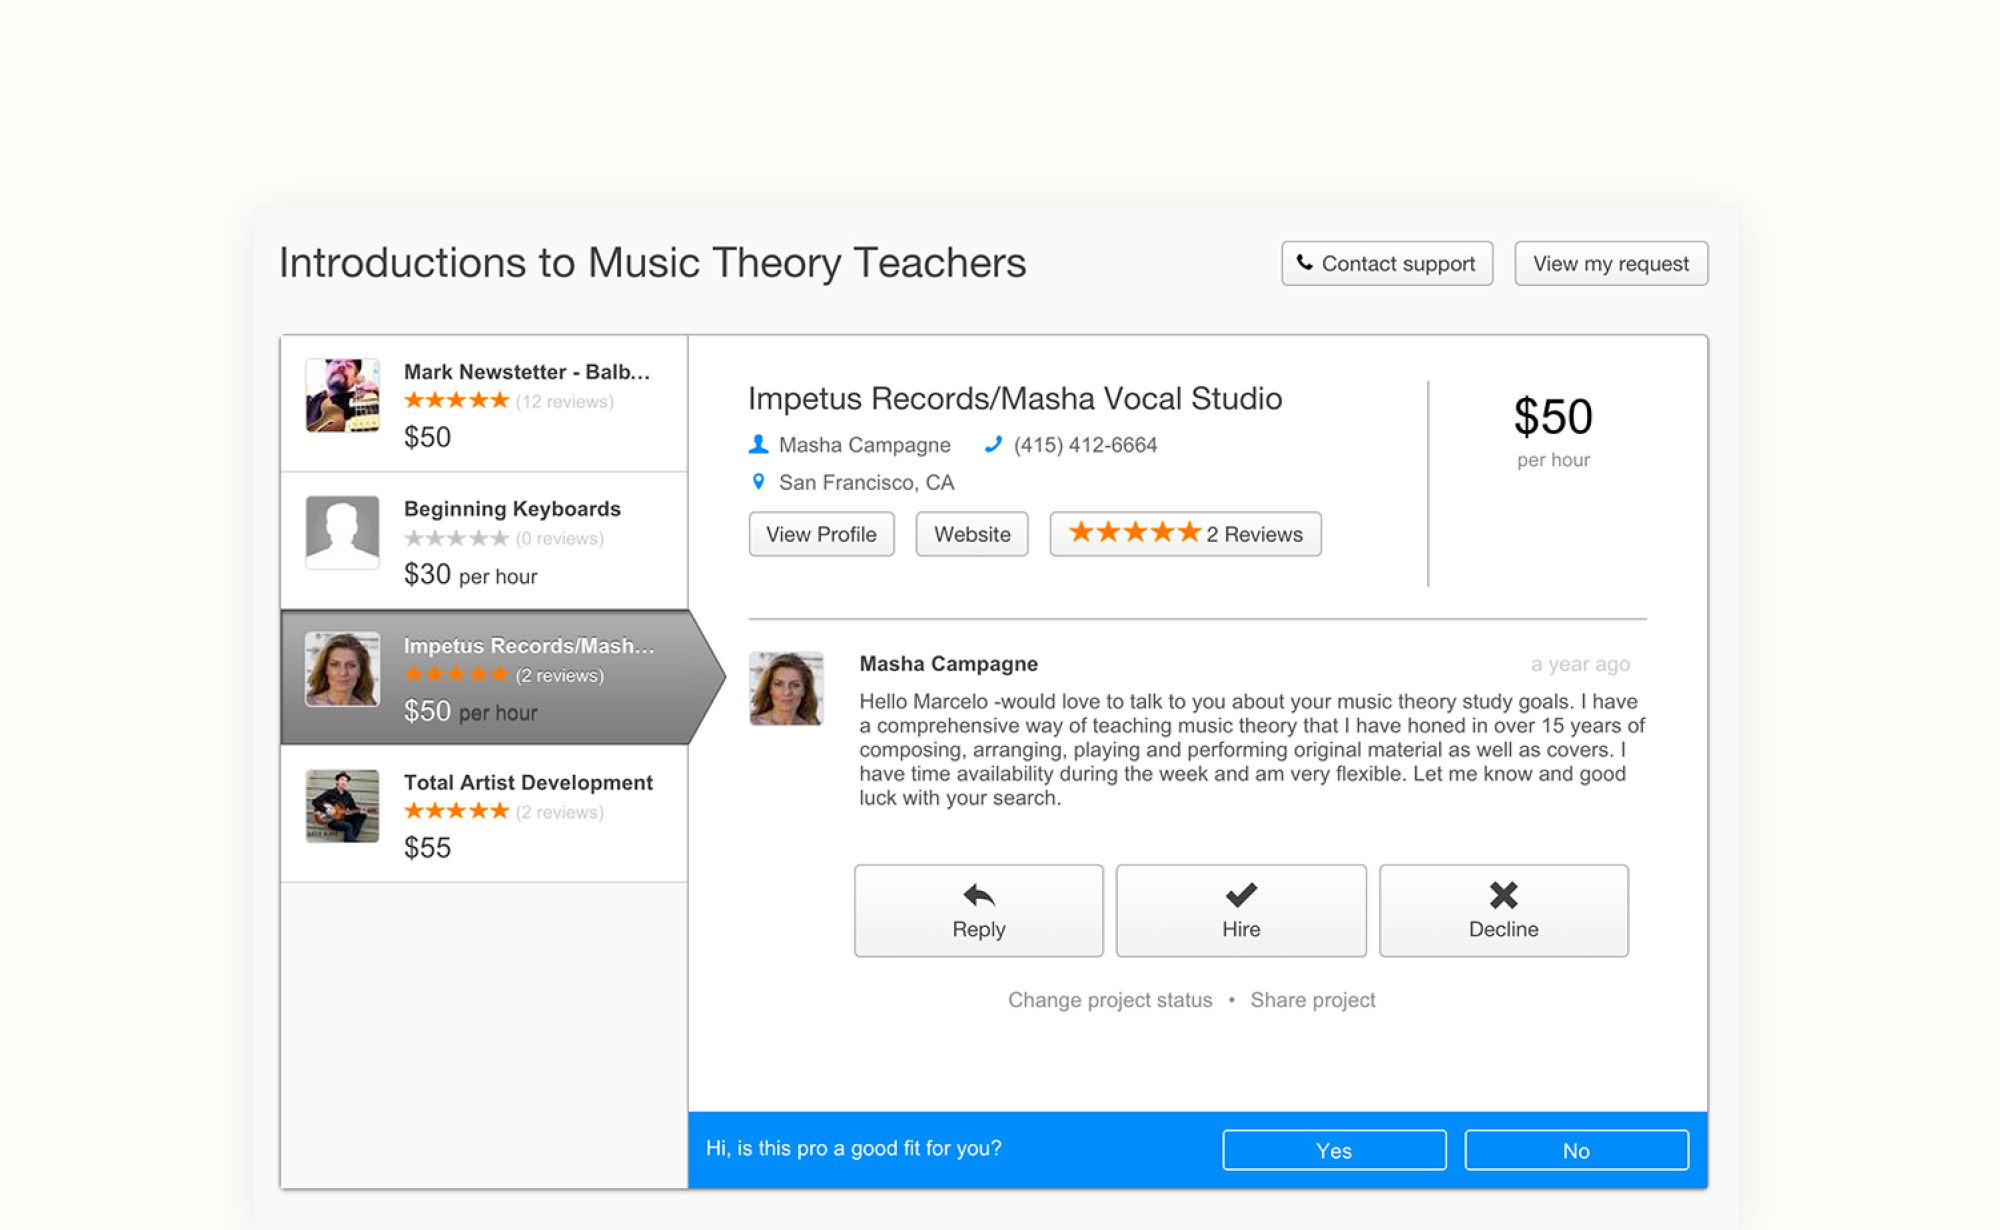 Introductions to Music Theory Teachers
Contact support
View my request
Mark Newstetter - Balb...
(12 reviews)
$50
Beginning Keyboards
(0 reviews)
$30 per hour
Impetus Records/Mash...
(2 reviews)
$50 per hour
Total Artist Development
(2 reviews)
$55
Impetus Records/Masha Vocal Studio
Masha Campagne (415) 412-6664
San Francisco, CA
View Profile
Website
2 Reviews
$50
per hour
Masha Campagne
a year ago
Hello Marcelo -would love to talk to you about your music theory study goals. I have
a comprehensive way of teaching music theory that I have honed in over 15 years of
composing, arranging, playing and performing original material as well as covers. I
have time availability during the week and am very flexible. Let me know and good
luck with your search.
Reply
Hire
Decline
Change project status • Share project
Hi, is this pro a good fit for you?
Yes
No